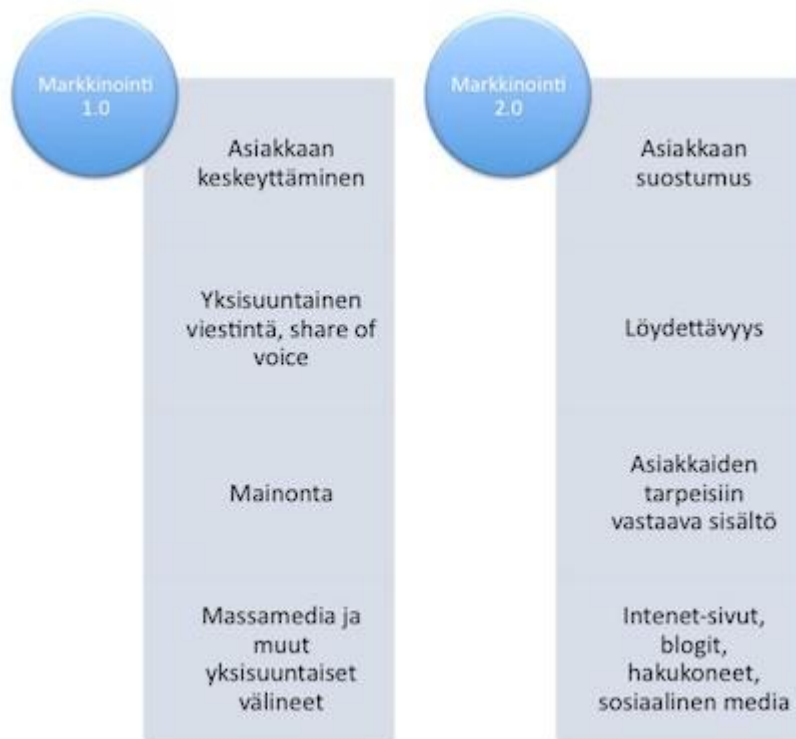 Markkinointi
1.0
Asiakkaan
keskeyttäminen
Yksisuuntainen
viestintä, share of
voice
Mainonta
Massamedia ja
muut
yksisuuntaiset
välineet
Markkinointi
2.0
Asiakkaan
suostumus
Löydettävyys
Asiakkaiden
tarpeisiin
vastaava sisältö
Intenet-sivut,
blogit,
hakukoneet,
sosiaalinen media